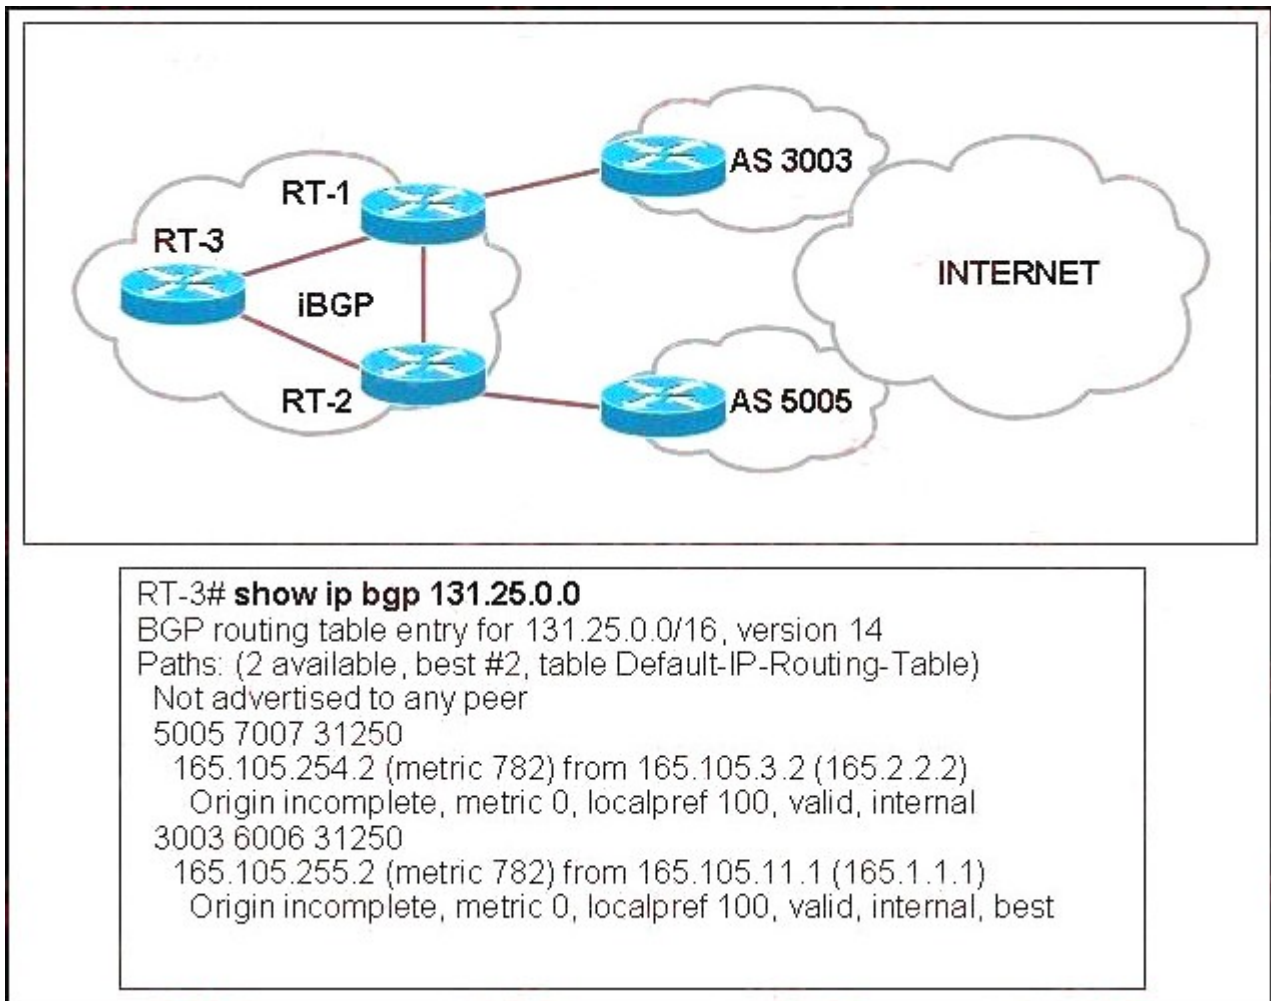 AS 3003
RT-1
RT-3
INTERNET
iBGP
RT-2
AS 5005
RT-3# show ip bgp 131.25.0.0
BGP routing table entry for 131.25.0.0/16, version 14
Paths: (2 available, best #2, table Default-IP-Routing-Table)
Not advertised to any peer
5005 7007 31250
165.105.254.2 (metric 782) from 165.105.3.2 (165.2.2.2)
Origin incomplete, metric 0, localpref 100, valid, internal
3003 6006 31250
165.105.255.2 (metric 782) from 165.105.11.1 (165.1.1.1)
Origin incomplete, metric 0, localpref 100, valid, internal, best